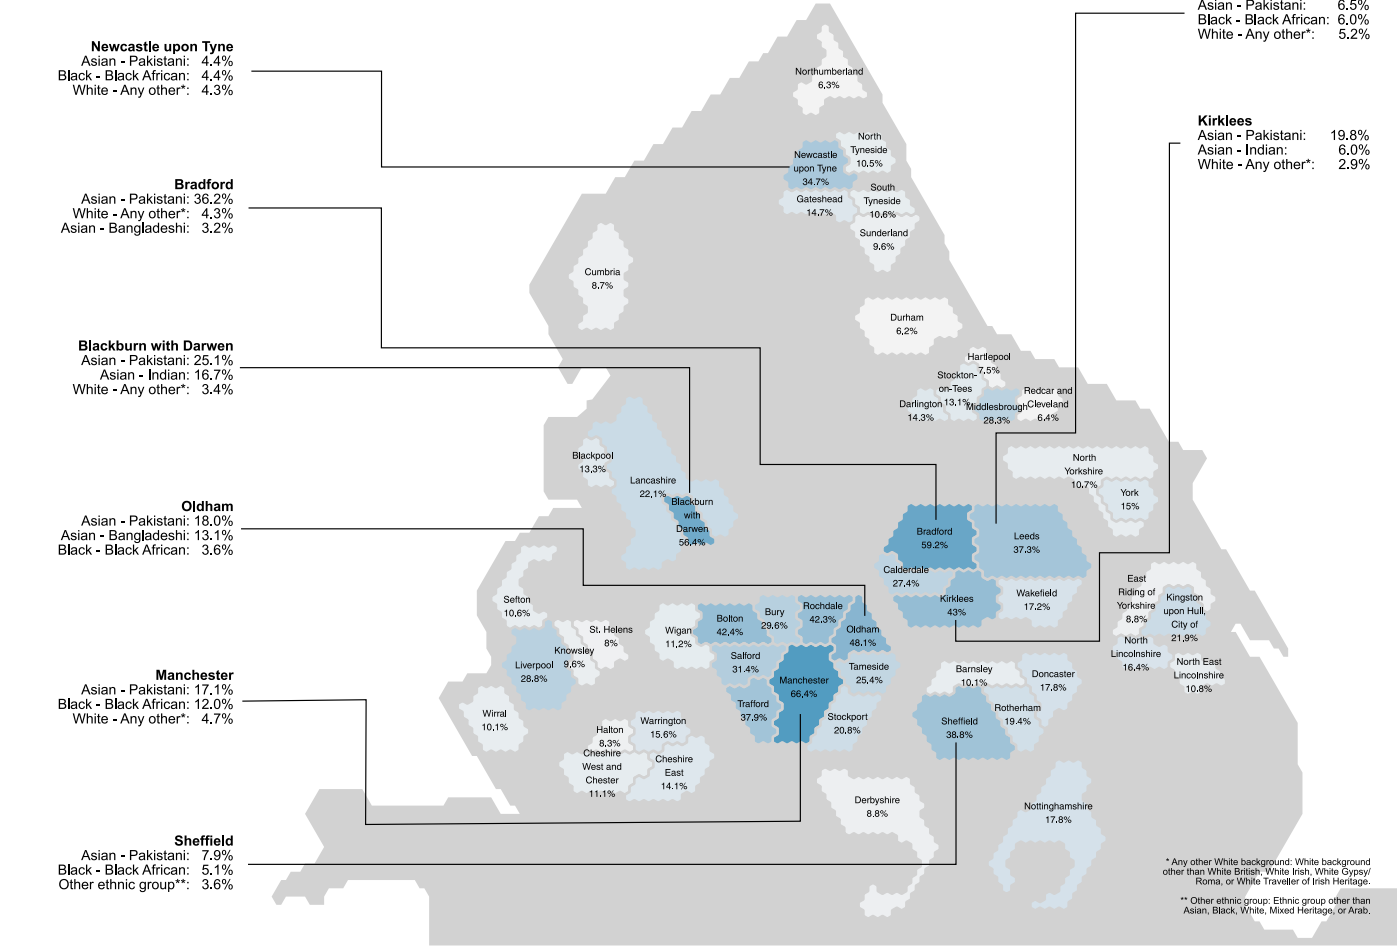 Asian - Pakistani: 6.5%
Black - Black African: 6.0%
White - Any other*: 5.2%
Newcastle upon Tyne
Asian - Pakistani: 4.4%
Black - Black African: 4.4%
White - Any other*: 4.3%
Kirklees
Asian - Pakistani: 19.8%
Asian - Indian: 6.0%
White - Any other*: 2.9%
Bradford
Asian - Pakistani: 36.2%
White - Any other*: 4.3%
Asian - Bangladeshi: 3.2%
Blackburn with Darwen
Asian - Pakistani: 25.1%
Asian - Indian: 16.7%
White - Any other*: 3.4%
Oldham
Asian - Pakistani: 18.0%
Asian - Bangladeshi: 13.1%
Black - Black African: 3.6%
Manchester
Asian - Pakistani: 17.1%
Black - Black African: 12.0%
White - Any other*: 4.7%
Sheffield
Asian - Pakistani: 7.9%
Black - Black African: 5.1%
Other ethnic group**: 3.6%
Northumberland
6,3%
North
Tyneside
10.5%
Newcastle
upon Tyne
34.7%
South
Tyneside
10.6%
Gateshead
14.7%
Sunderland
9.6%
Cumbria
8.7%
Durham
6,2%
Hartlepool
7,5%
Stockton-
on-Tees
13.1%
Darlington
14.3%
Middlesbrough
28.3%
Redcar and
Cleveland
6.4%
Blackpool
13,3%
Lancashire
22,1%
Blackburn
with
Darwen
56.4%
North
Yorkshire
10.7%
York
15%
Bradford
59.2%
Leeds
37.3%
Calderdale
27.4%
Kirklees
43%
Wakefield
17.2%
East
Riding of
Yorkshire
8,8%
Kingston
upon Hull,
City of
21,9%
North
Lincolnshire
16.4%
North East
Lincolnshire
10.8%
Sefton
10,6%
St. Helens
8%
Knowsley
9,6%
Liverpool
28.8%
Wirral
10,1%
Wigan
11,2%
Bolton
42,4%
Bury
29.6%
Rochdale
42.3%
Oldham
48.1%
Salford
31.4%
Manchester
66,4%
Tameside
25,4%
Trafford
37.9%
Stockport
20,8%
Halton
8,3%
Warrington
15.6%
Cheshire
West and
Chester
11.1%
Cheshire
East
14.1%
Barnsley
10.1%
Doncaster
17.8%
Rotherham
19.4%
Sheffield
38.8%
Derbyshire
8.8%
Nottinghamshire
17.8%
* Any other White background: White background
other than White British, White Irish, White Gypsy/
Roma, or White Traveller of Irish Heritage.
** Other ethnic group: Ethnic group other than
Asian, Black, White, Mixed Heritage, or Arab.